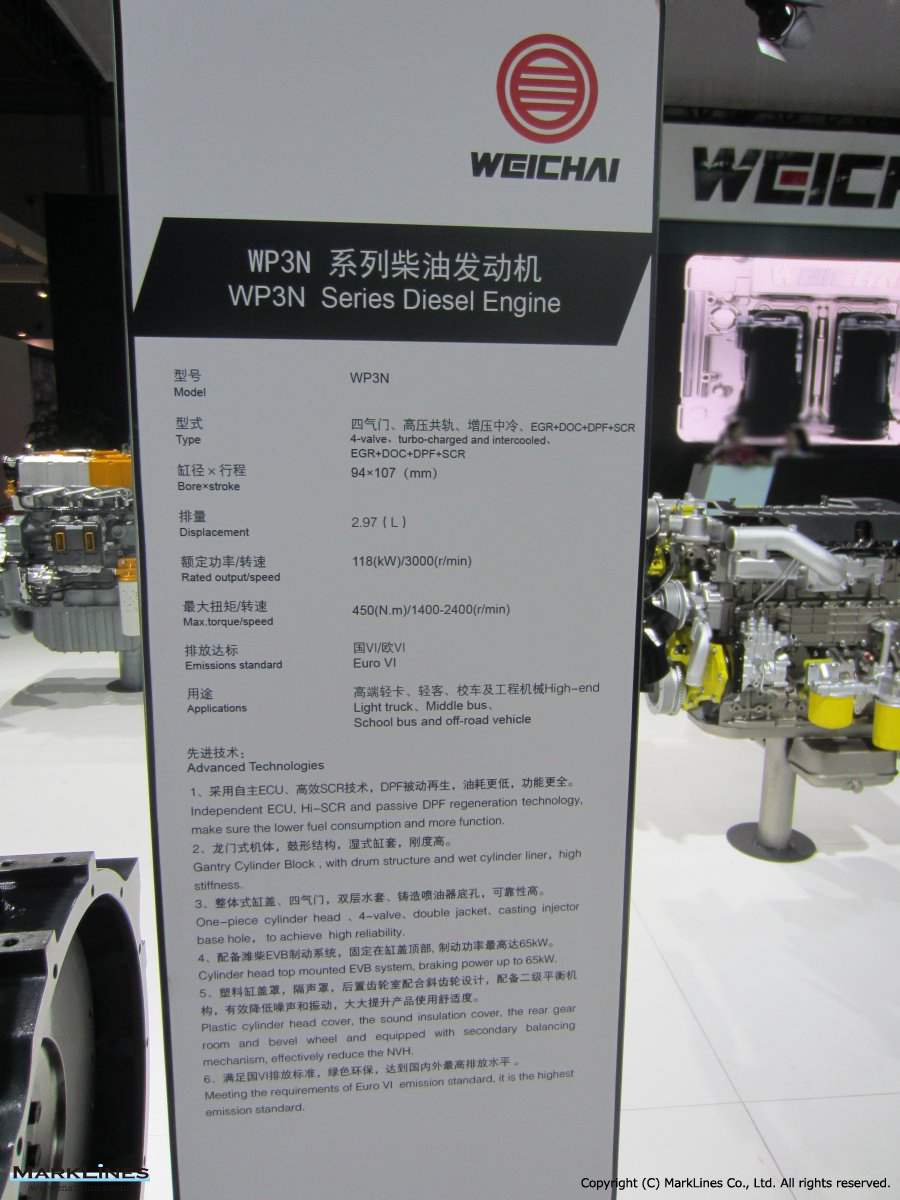 WEICHAI
WEICH
WEICHAI
WP3N 系列柴油发动机
WP3N Series Diesel Engine
型号
Model
WP3N
型式
Type
四气门、高压共轨、增压中冷、EGR+DOC+DPF+SCR
4-valve、turbo-charged and intercooled、
EGR+DOC+DPF+SCR
缸径×行程
Bore×stroke
94×107（mm）
排量
Displacement
2.97（L）
额定功率/转速
Rated output/speed
118(kW)/3000(r/min)
最大扭矩/转速
Max.torque/speed
450(N.m)/1400-2400(r/min)
排放达标
Emissions standard
国VI/欧VI
Euro VI
用途
Applications
高端轻卡、轻客、校车及工程机械High-end
Light truck、Middle bus、
School bus and off-road vehicle
先进技术：
Advanced Technologies
1、采用自主ECU、高效SCR技术，DPF被动再生，油耗更低，功能更全。
Independent ECU, Hi-SCR and passive DPF regeneration technology,
make sure the lower fuel consumption and more function.
2、龙门式机体，鼓形结构，湿式缸套，刚度高。
Gantry Cylinder Block , with drum structure and wet cylinder liner, high
stiffness.
3、整体式缸盖、四气门，双层水套、铸造喷油器底孔，可靠性高。
One-piece cylinder head 、4-valve、double jacket、casting injector
base hole， to achieve high reliability.
4、配备潍柴EVB制动系统，固定在缸盖顶部, 制动功率最高达65kW。
Cylinder head top mounted EVB system, braking power up to 65kW.
5、塑料缸盖罩，隔声罩，后置齿轮室配合斜齿轮设计，配备二级平衡机
构，有效降低噪声和振动，大大提升产品使用舒适度。
Plastic cylinder head cover, the sound insulation cover, the rear gear
room and bevel wheel and equipped with secondary balancing
mechanism, effectively reduce the NVH.
6、满足国VI排放标准，绿色环保，达到国内外最高排放水平 。
Meeting the requirements of Euro VI emission standard, it is the highest
emission standard.
MARKLINES
Copyright (C) MarkLines Co., Ltd. All rights reserved.